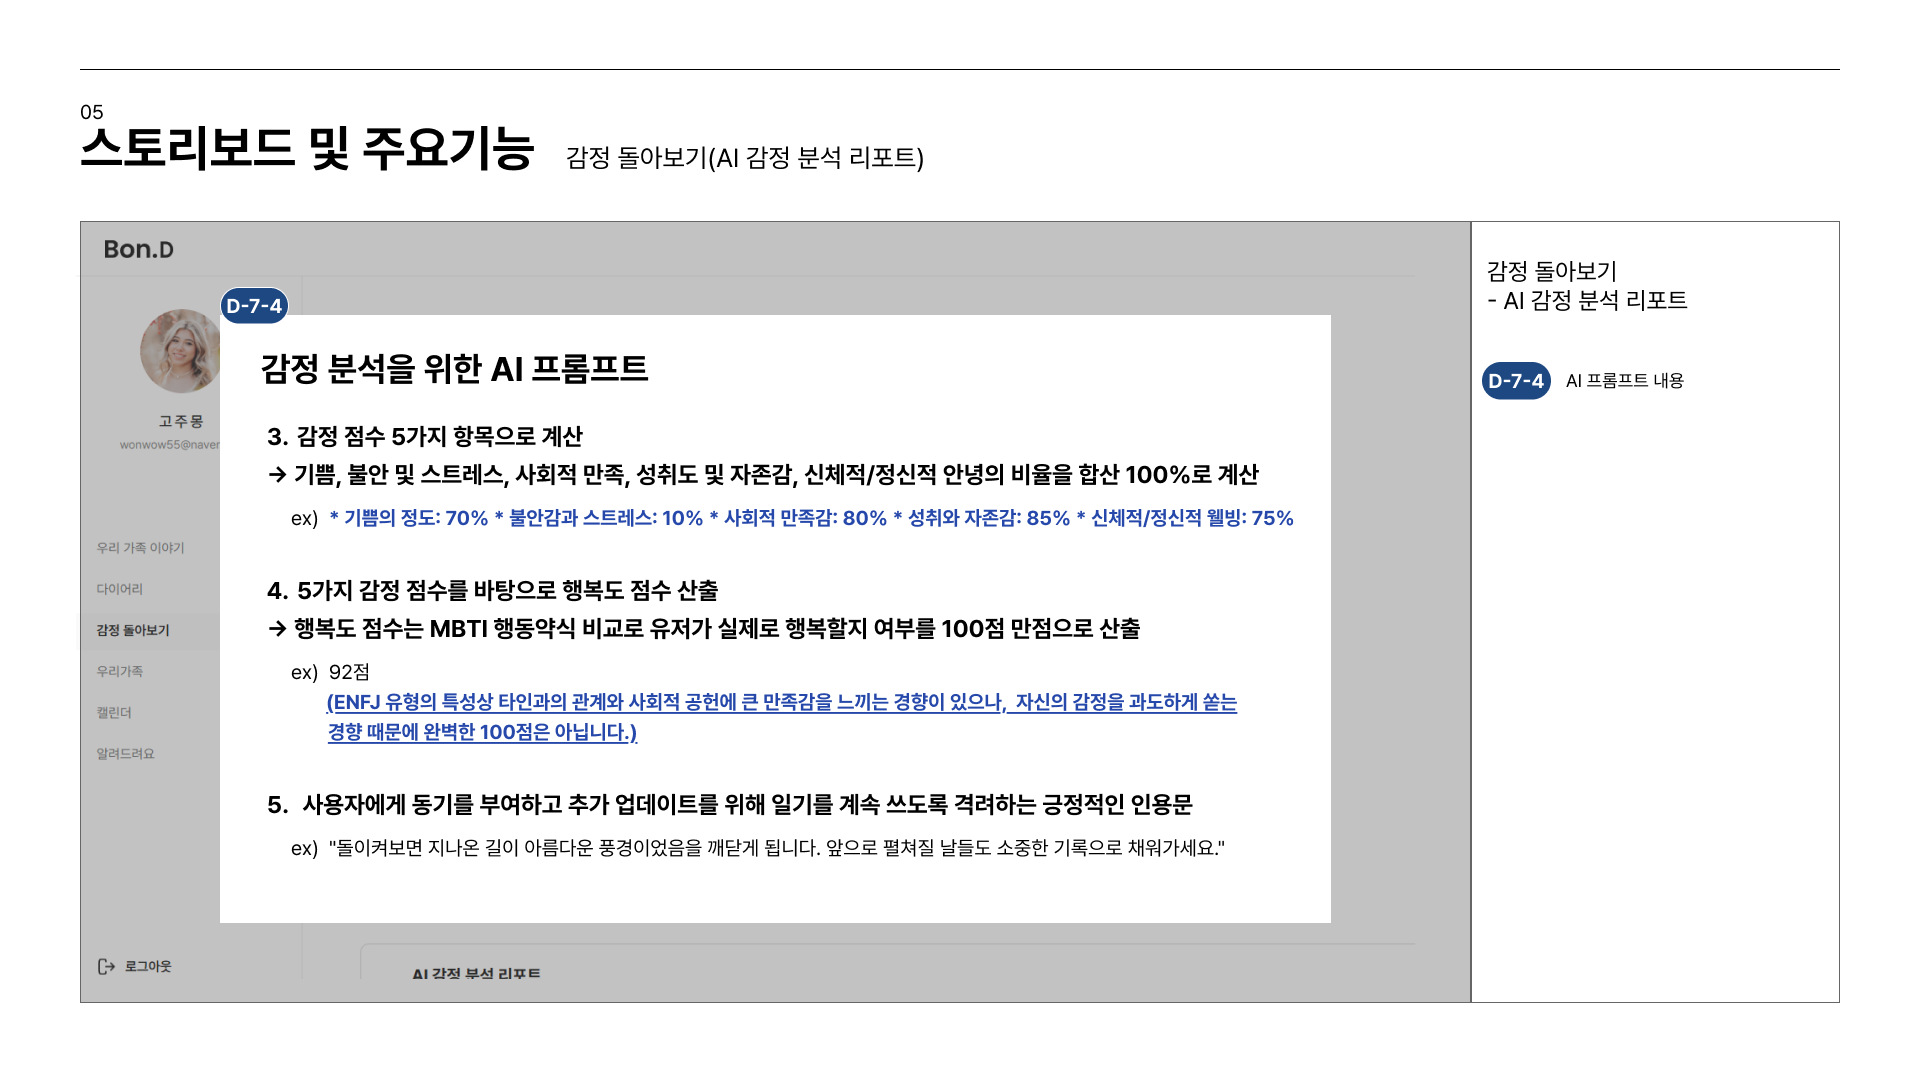 05
스토리보드 및 주요기능 감정 돌아보기(AI 감정 분석 리포트)
Bon.D
고주몽
wonwow55@naver
우리 가족 이야기
다이어리
감정 돌아보기
우리가족
캘린더
알려드려요
로그아웃
D-7-4
감정 분석을 위한 AI 프롬프트
3. 감정 점수 5가지 항목으로 계산
→ 기쁨, 불안 및 스트레스, 사회적 만족, 성취도 및 자존감, 신체적/정신적 안녕의 비율을 합산 100%로 계산
ex) * 기쁨의 정도: 70% * 불안감과 스트레스: 10% * 사회적 만족감: 80% * 성취와 자존감: 85% * 신체적/정신적 웰빙: 75%
4. 5가지 감정 점수를 바탕으로 행복도 점수 산출
→ 행복도 점수는 MBTI 행동약식 비교로 유저가 실제로 행복할지 여부를 100점 만점으로 산출
ex) 92점
(ENFJ 유형의 특성상 타인과의 관계와 사회적 공헌에 큰 만족감을 느끼는 경향이 있으나, 자신의 감정을 과도하게 쏟는
경향 때문에 완벽한 100점은 아닙니다.)
5. 사용자에게 동기를 부여하고 추가 업데이트를 위해 일기를 계속 쓰도록 격려하는 긍정적인 인용문
ex) "돌이켜보면 지나온 길이 아름다운 풍경이었음을 깨닫게 됩니다. 앞으로 펼쳐질 날들도 소중한 기록으로 채워가세요."
AI 감정 분석 리포트
감정 돌아보기
- AI 감정 분석 리포트
D-7-4 AI 프롬프트 내용